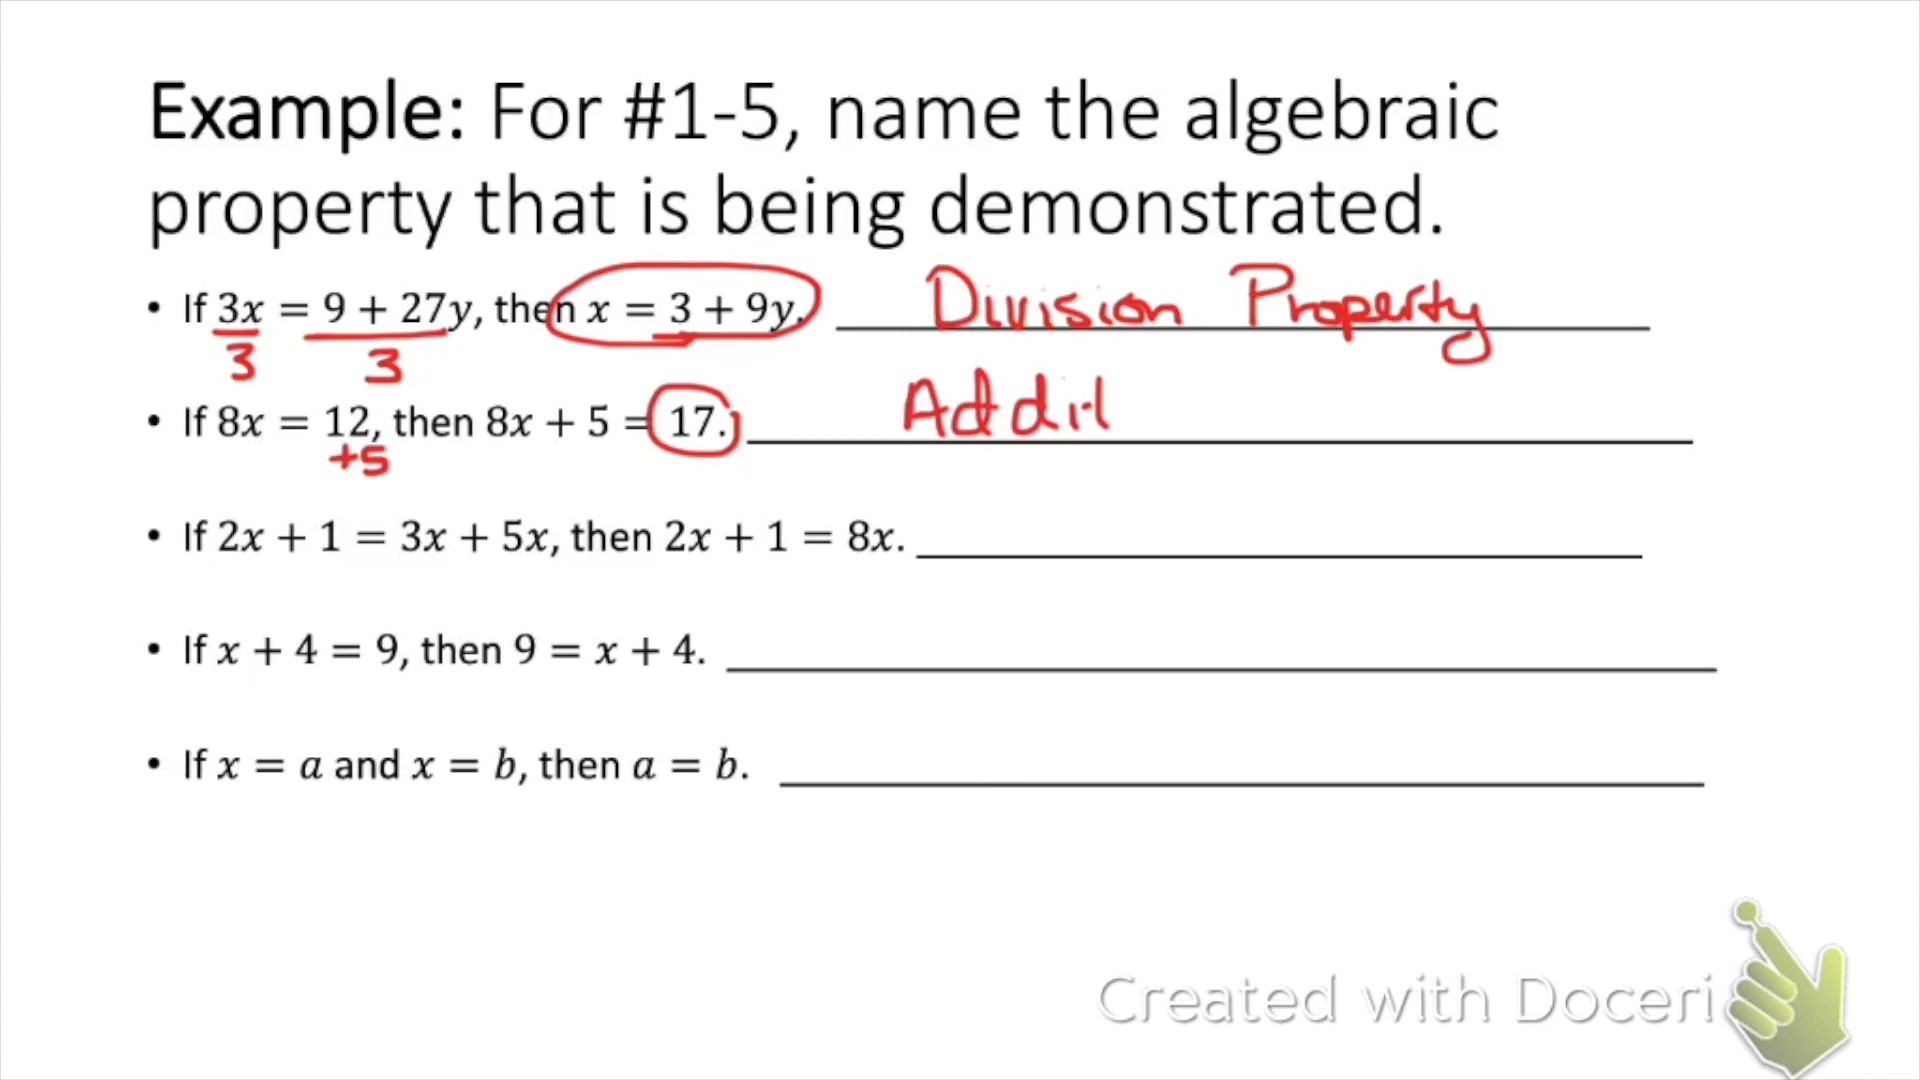 Example: For #1-5, name the algebraic
property that is being demonstrated.
• If 3x = 9 + 27y, then x = 3 + 9y. Division Property
3 3
• If 8x = 12, then 8x + 5 = 17. Addit
+5
• If 2x + 1 = 3x + 5x, then 2x + 1 = 8x.
• If x + 4 = 9, then 9 = x + 4.
• If x = a and x = b, then a = b.
Created with Doceri